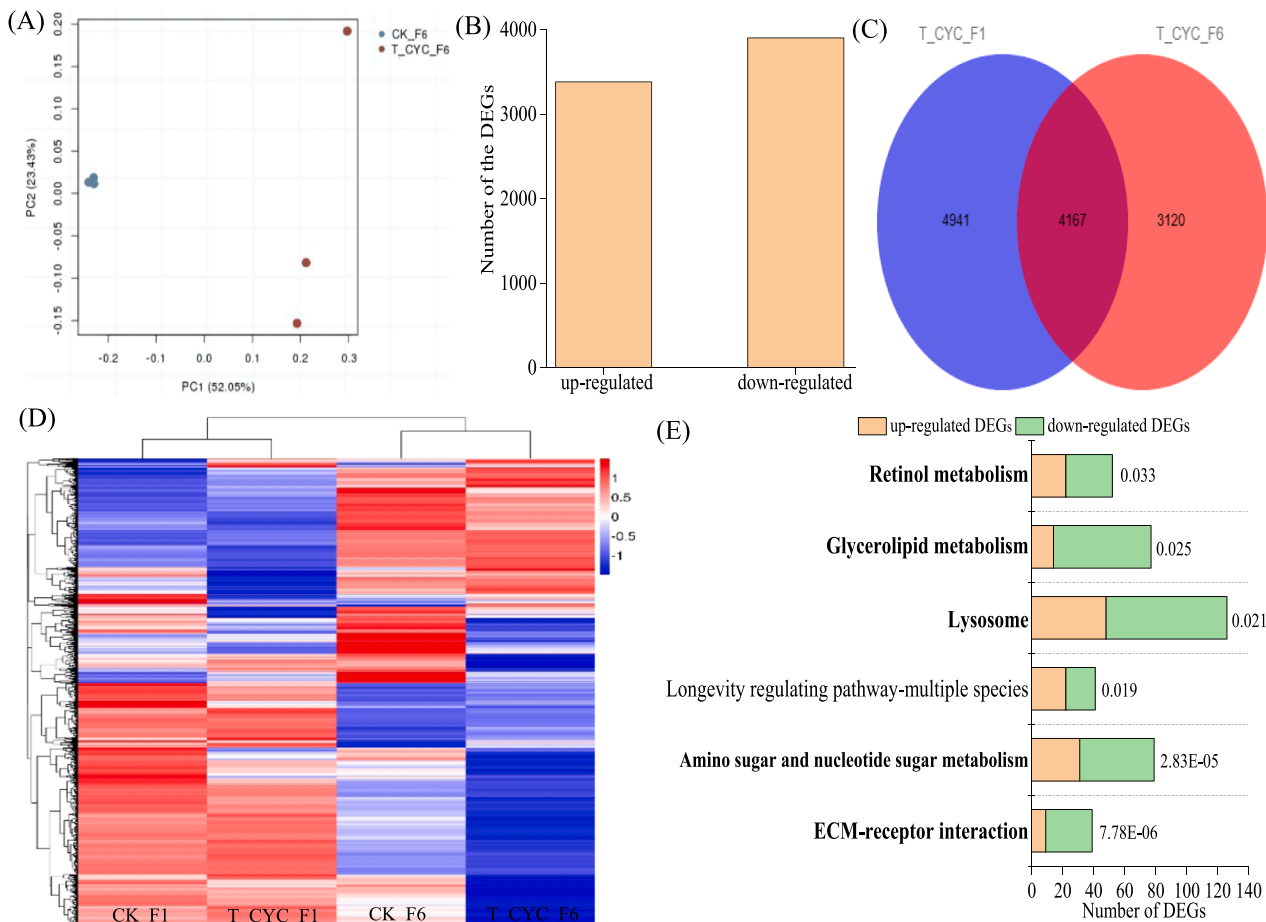 (A)
0.20
0.15
0.10
0.05
0.00
-0.05
-0.10
-0.15
PC2 (23.43%)
-0.2 -0.1 0.0 0.1 0.2 0.3
PC1 (52.05%)
CK_F6
T_CYC_F6
(B)
Number of the DEGs
4000
3000
2000
1000
0
up-regulated down-regulated
(C)
T_CYC_F1 T_CYC_F6
4941 4167 3120
(D)
1
0.5
0
-0.5
-1
CK_F1 T_CYC_F1 CK_F6 T_CYC_F6
(E)
up-regulated DEGs down-regulated DEGs
Retinol metabolism 0.033
Glycerolipid metabolism 0.025
Lysosome 0.021
Longevity regulating pathway-multiple species 0.019
Amino sugar and nucleotide sugar metabolism 2.83E-05
ECM-receptor interaction 7.78E-06
0 20 40 60 80 100 120 140
Number of DEGs